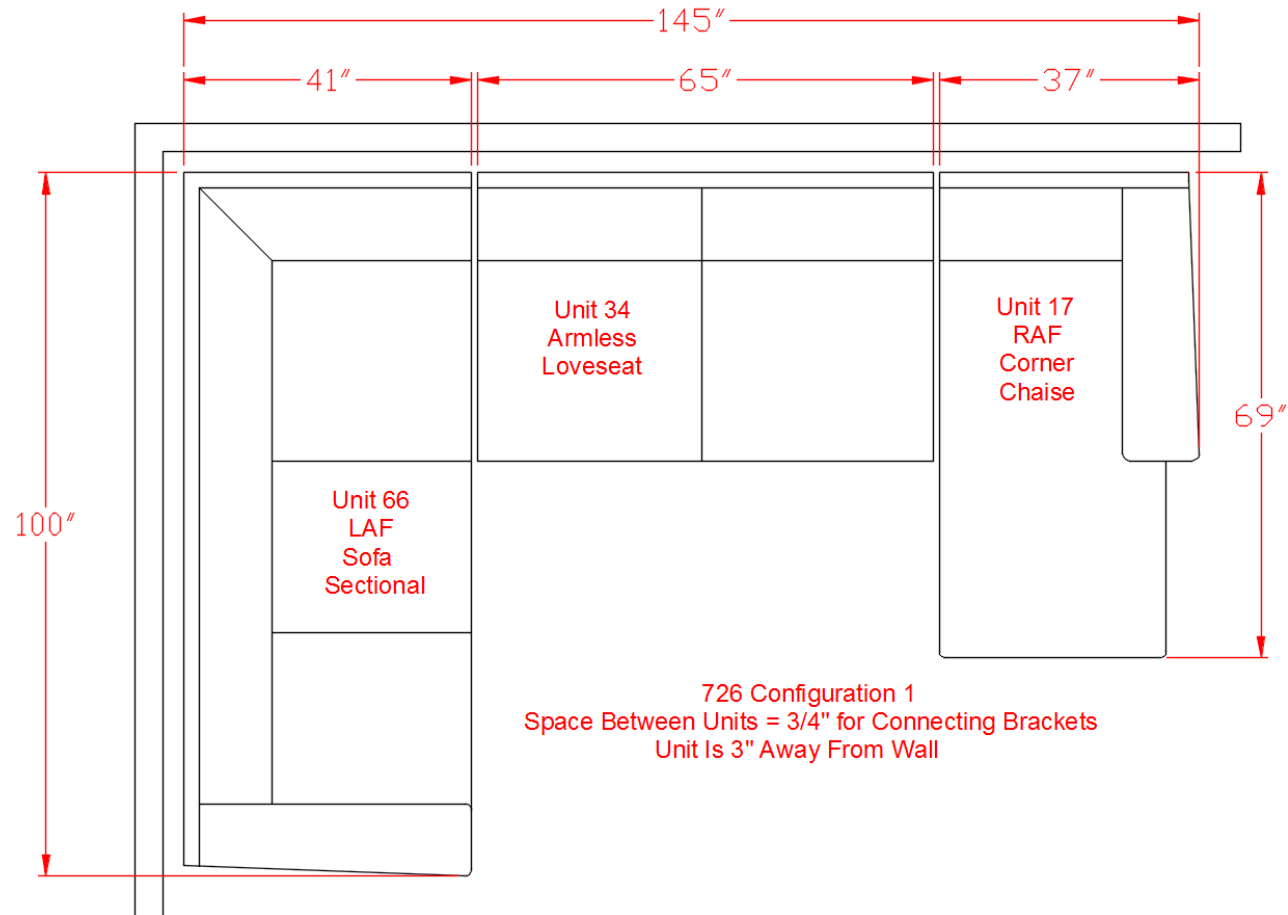 145"
41"
65"
37"
Unit 34
Armless
Loveseat
Unit 17
RAF
Corner
Chaise
69"
Unit 66
LAF
Sofa
Sectional
100"
726 Configuration 1
Space Between Units = 3/4" for Connecting Brackets
Unit Is 3" Away From Wall